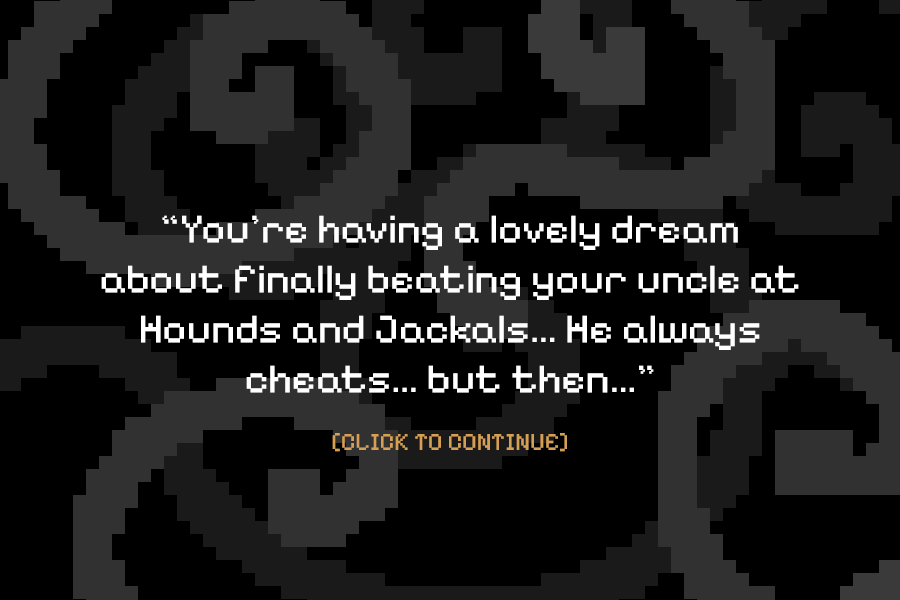 “You’re having a lovely dream
about finally beating your uncle at
Hounds and Jackals... He always
cheats... but then...”
(CLICK TO CONTINUE)